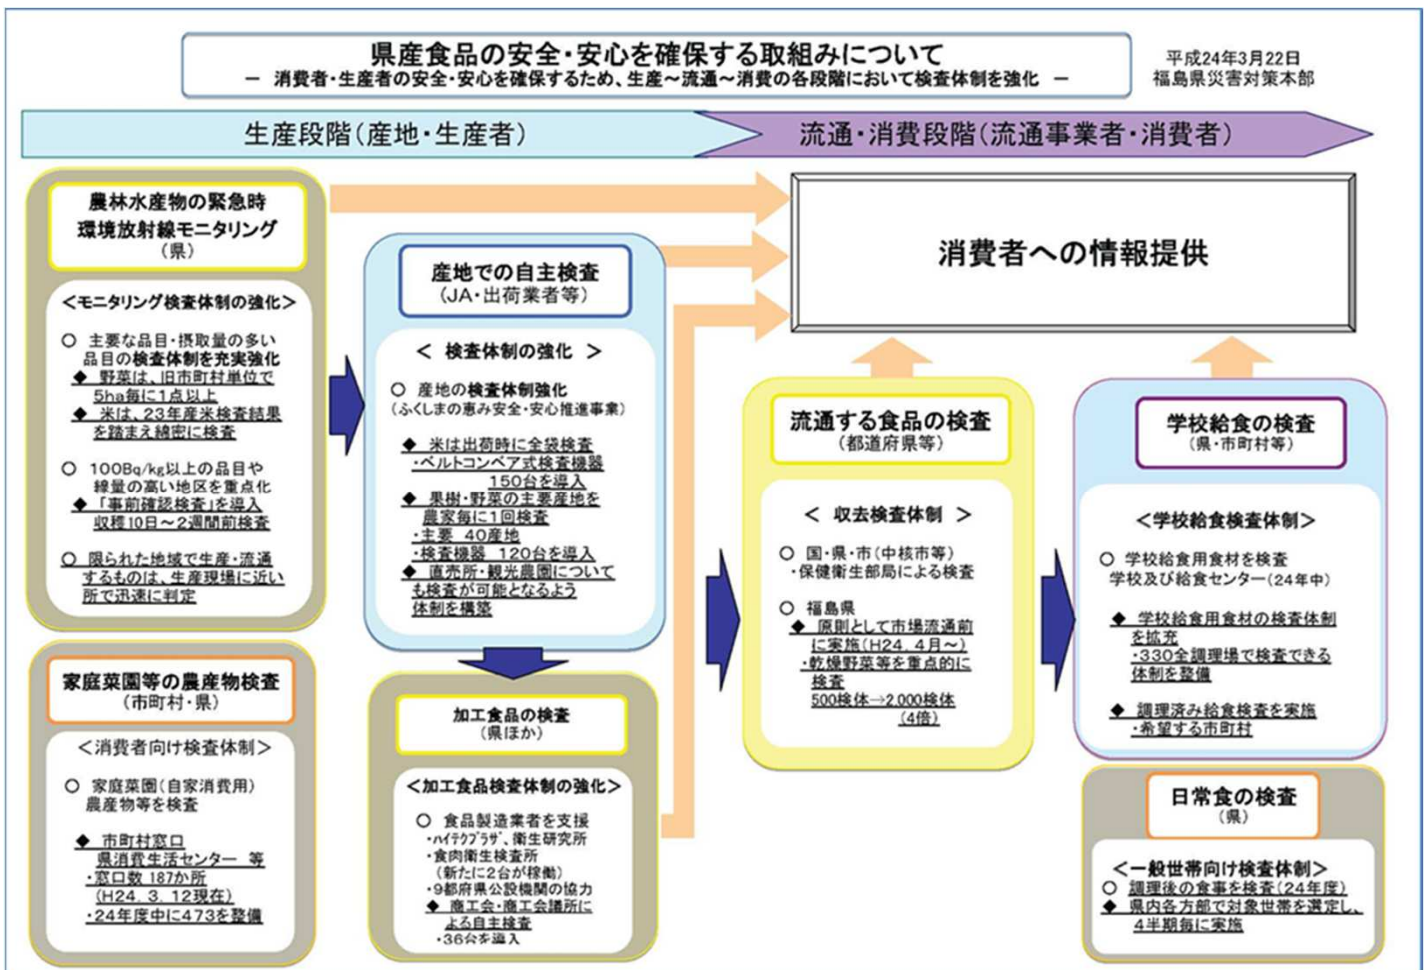 県産食品の安全・安心を確保する取組みについて
― 消費者・生産者の安全・安心を確保するため、生産～流通～消費の各段階において検査体制を強化 ―
平成24年3月22日
福島県災害対策本部
生産段階(産地・生産者)
流通・消費段階(流通事業者・消費者)
農林水産物の緊急時
環境放射線モニタリング
(県)
<モニタリング検査体制の強化>
○ 主要な品目・摂取量の多い
品目の検査体制を充実強化
◆ 野菜は、旧市町村単位で
5ha毎に1点以上
◆ 米は、23年産米検査結果
を踏まえ綿密に検査
○ 100Bq/kg以上の品目や
線量の高い地区を重点化
◆ 「事前確認検査」を導入
収穫10日～2週間前検査
○ 限られた地域で生産・流通
するものは、生産現場に近い
所で迅速に判定
家庭菜園等の農産物検査
(市町村・県)
<消費者向け検査体制>
○ 家庭菜園(自家消費用)
農産物等を検査
◆ 市町村窓口
県消費生活センター 等
・窓口数 187か所
(H24. 3. 12現在)
・24年度中に473を整備
産地での自主検査
(JA・出荷業者等)
< 検査体制の強化 >
○ 産地の検査体制強化
(ふくしまの恵み安全・安心推進事業)
◆ 米は出荷時に全袋検査
・ベルトコンベア式検査機器
150台を導入
◆ 果樹・野菜の主要産地を
農家毎に1回検査
・主要 40産地
・検査機器 120台を導入
◆ 直売所・観光農園について
も検査が可能となるよう
体制を構築
加工食品の検査
(県ほか)
<加工食品検査体制の強化>
○ 食品製造業者を支援
・ハイテクプラザ、衛生研究所
・食肉衛生検査所
(新たに2台が稼働)
・9都府県公設機関の協力
◆ 商工会・商工会議所に
よる自主検査
・36台を導入
消費者への情報提供
流通する食品の検査
(都道府県等)
< 収去検査体制 >
○ 国・県・市(中核市等)
・保健衛生部局による検査
○ 福島県
◆ 原則として市場流通前
に実施(H24. 4月～)
・乾燥野菜等を重点的に
検査
500検体→2,000検体
(4倍)
学校給食の検査
(県・市町村等)
<学校給食検査体制>
○ 学校給食用食材を検査
学校及び給食センター(24年中)
◆ 学校給食用食材の検査体制
を拡充
・330全調理場で検査できる
体制を整備
◆ 調理済み給食検査を実施
・希望する市町村
日常食の検査
(県)
<一般世帯向け検査体制>
○ 調理後の食事を検査(24年度)
◆ 県内各方部で対象世帯を選定し、
4半期毎に実施